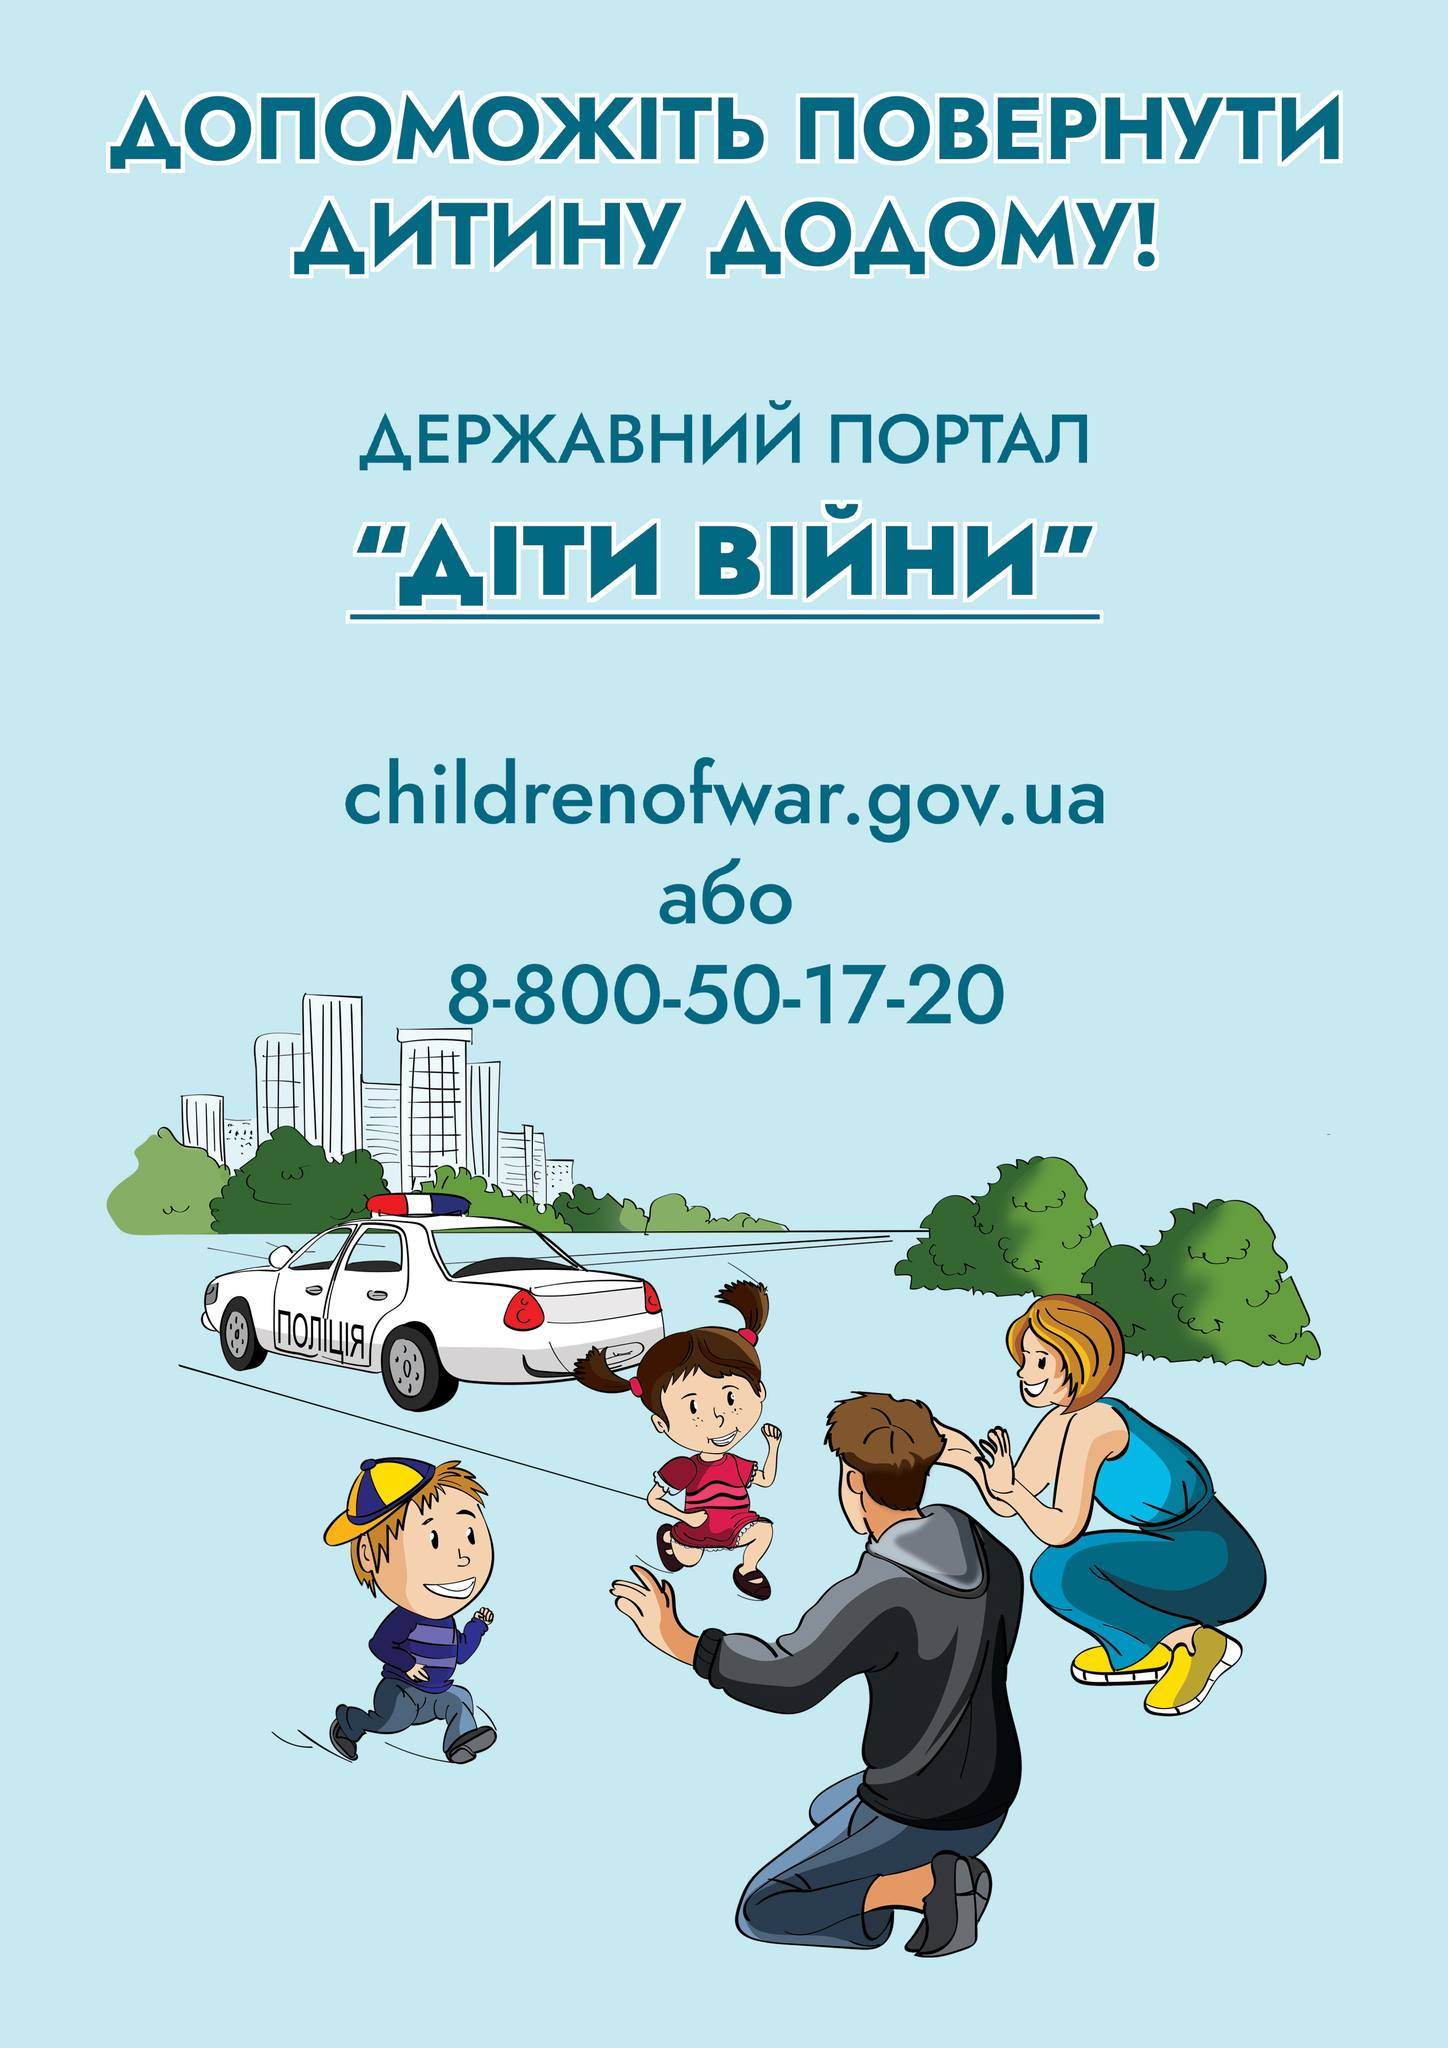 ДОПОМОЖІТЬ ПОВЕРНУТИ
ДИТИНУ ДОДОМУ!
ДЕРЖАВНИЙ ПОРТАЛ
“ДІТИ ВІЙНИ”
childrenofwar.gov.ua
або
8-800-50-17-20
ПОЛІЦІЯ